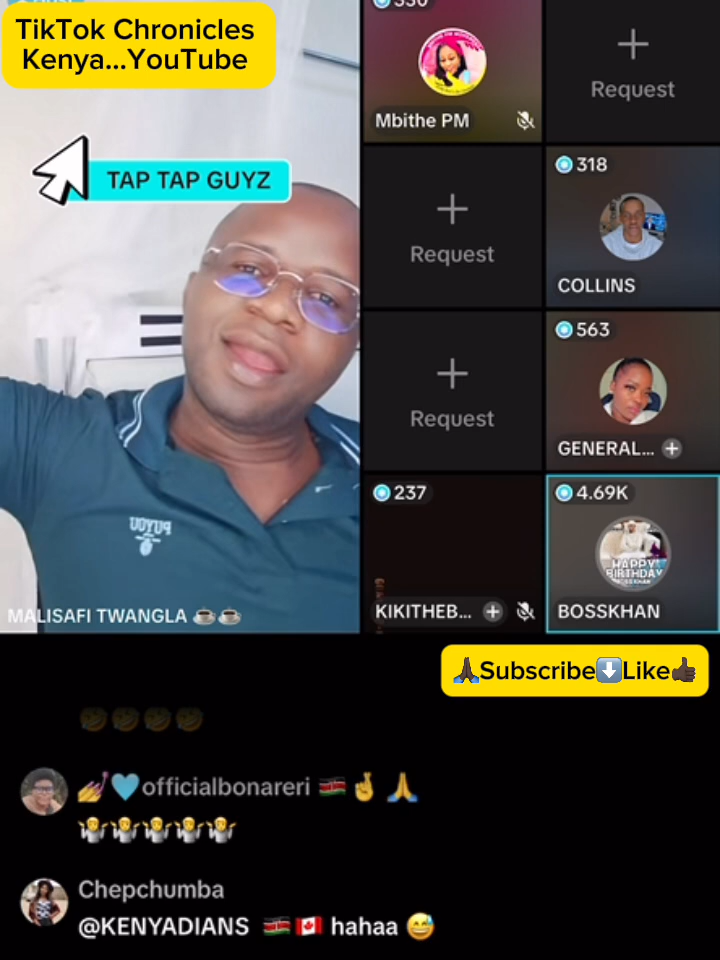 TikTok Chronicles
Kenya...YouTube
TAP TAP GUYZ
MALISAFI TWANGLA ☕☕
330
Mbithe PM
Request
Request
318
COLLINS
Request
563
GENERAL... +
237
KIKITHEB... +
4.69K
HAPPY
BIRTHDAY
BOSSKHAN
🙏🏿Subscribe⬇️Like👍🏿
🤣🤣🤣🤣
💅🩵officialbonareri 🇰🇪🤞🙏
🤷🤷🤷🤷🤷
Chepchumba
@KENYADIANS 🇰🇪🇨🇦 hahaa 😅